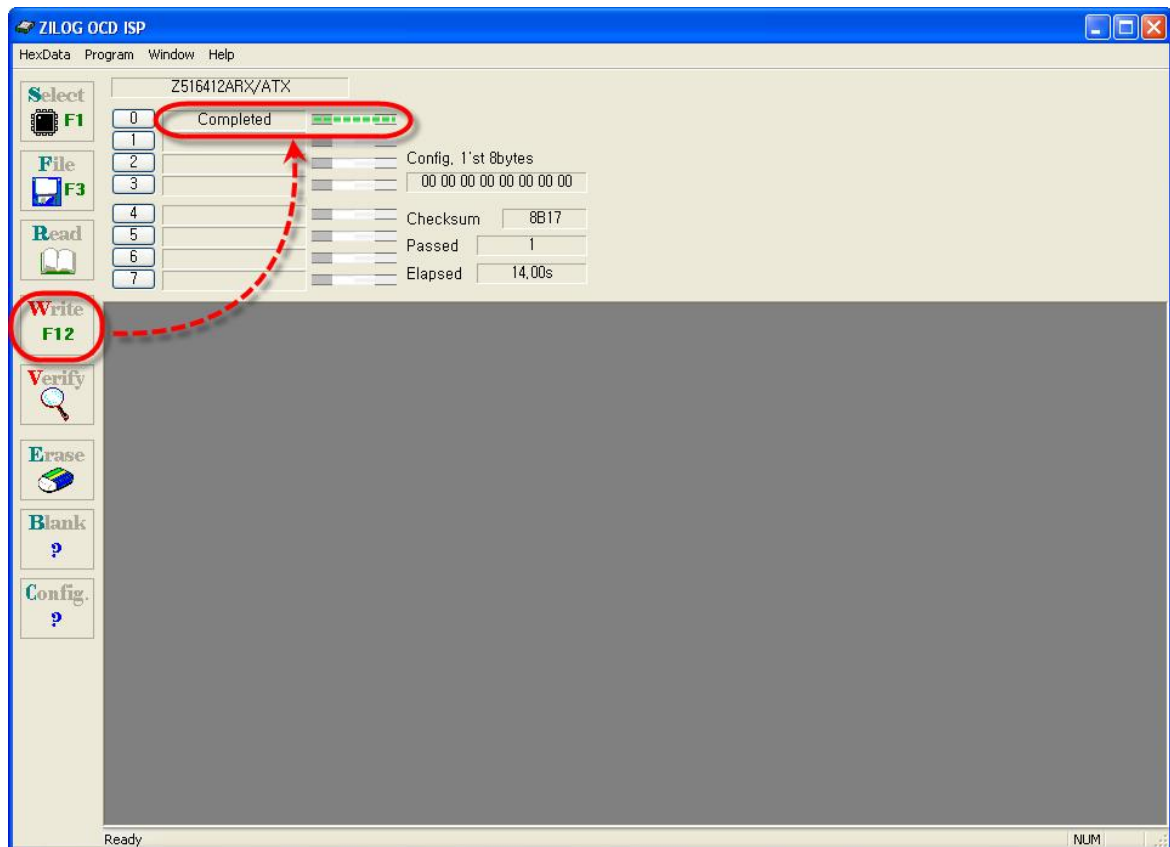 ZILOG OCD ISP
HexData Program Window Help
Select
F1
File
F3
Read
Write
F12
Verify
Erase
Blank
?
Config.
?
Z516412ARX/ATX
0 Completed
1
2
3
4
5
6
7
Config, 1'st 8bytes
00 00 00 00 00 00 00 00
Checksum 8B17
Passed 1
Elapsed 14,00s
Ready NUM